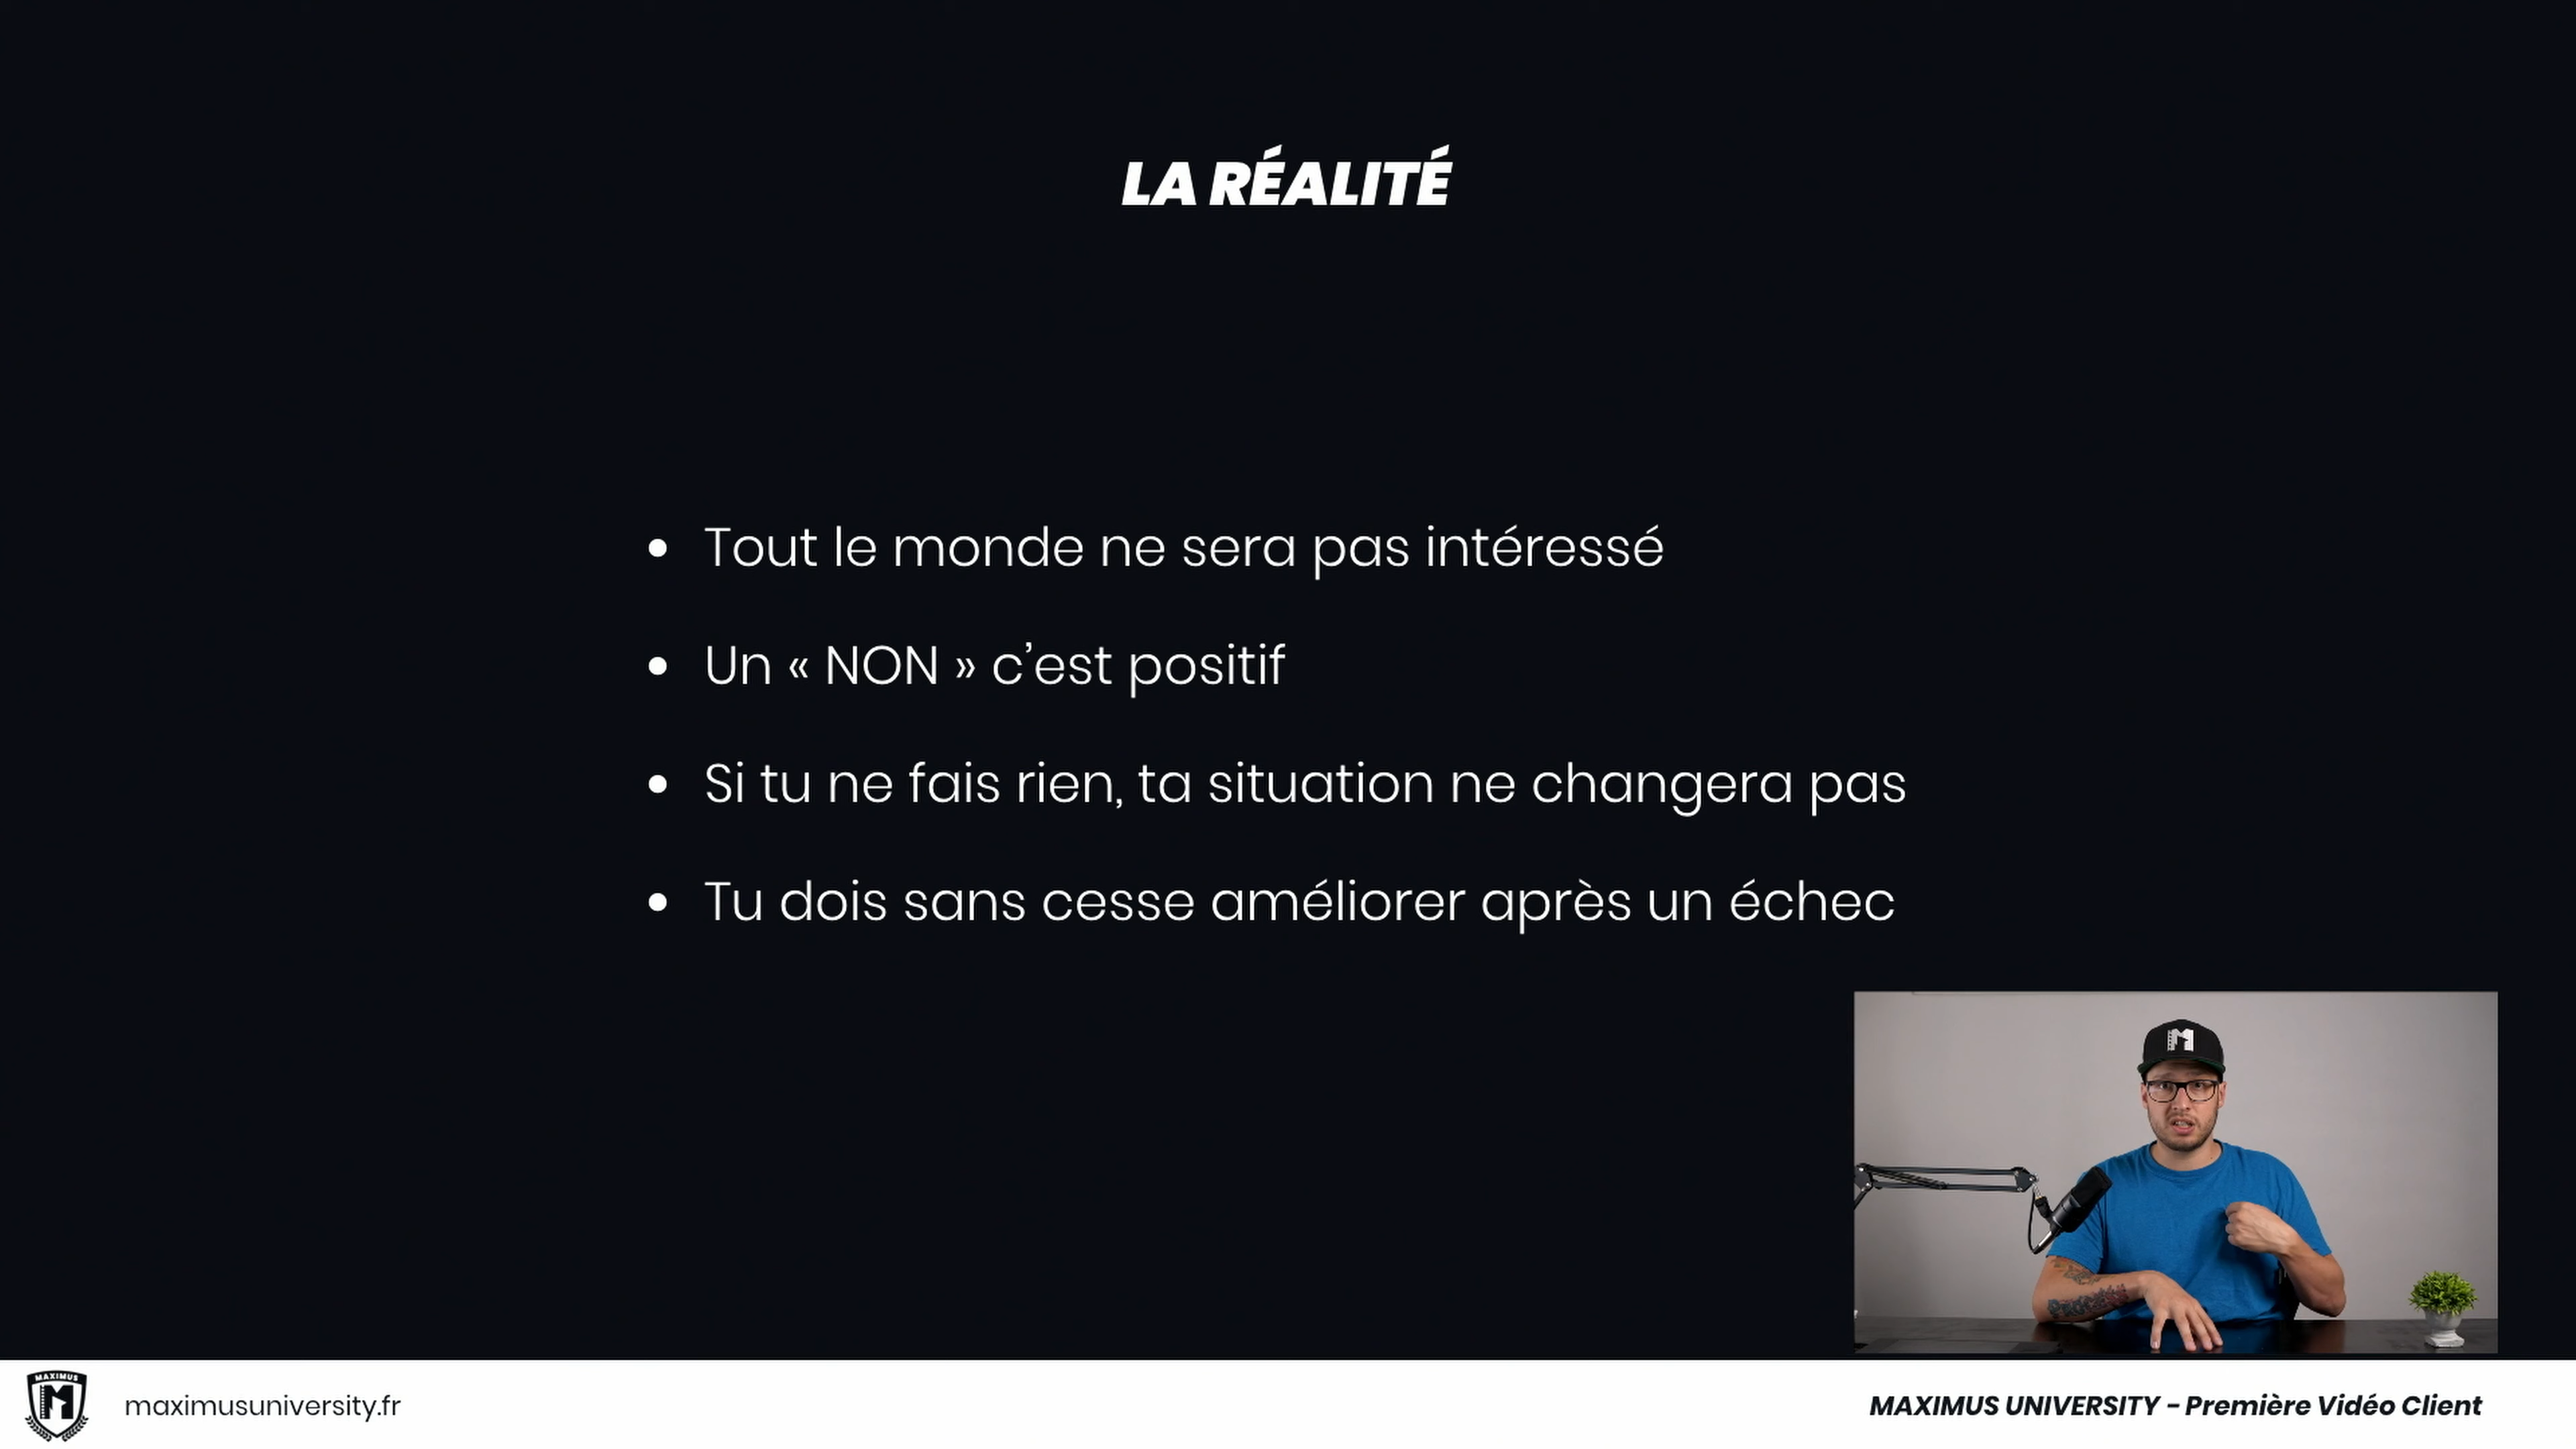 LA RÉALITÉ
• Tout le monde ne sera pas intéressé
• Un « NON » c’est positif
• Si tu ne fais rien, ta situation ne changera pas
• Tu dois sans cesse améliorer après un échec
M
MAXIMUS
M
maximusuniversity.fr
MAXIMUS UNIVERSITY - Première Vidéo Client